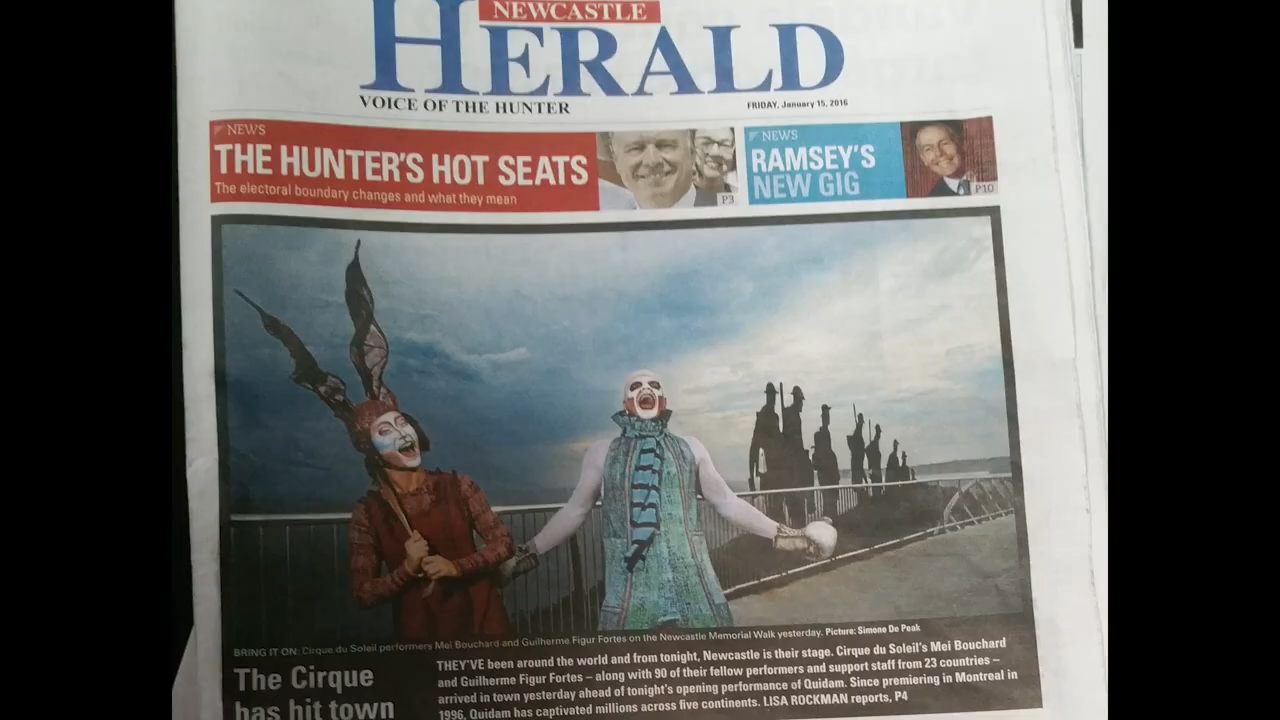 NEWCASTLE
HERALD
VOICE OF THE HUNTER
FRIDAY, January 15, 2016
NEWS
THE HUNTER'S HOT SEATS
The electoral boundary changes and what they mean
P3
NEWS
RAMSEY'S
NEW GIG
P10
BRING IT ON: Cirque du Soleil performers Mei Bouchard and Guilherme Figur Fortes on the Newcastle Memorial Walk yesterday. Picture: Simone De Peak
The Cirque
has hit town
THEY'VE been around the world and from tonight, Newcastle is their stage. Cirque du Soleil's Mei Bouchard
and Guilherme Figur Fortes – along with 90 of their fellow performers and support staff from 23 countries –
arrived in town yesterday ahead of tonight's opening performance of Quidam. Since premiering in Montreal in
1996, Quidam has captivated millions across five continents. LISA ROCKMAN reports, P4